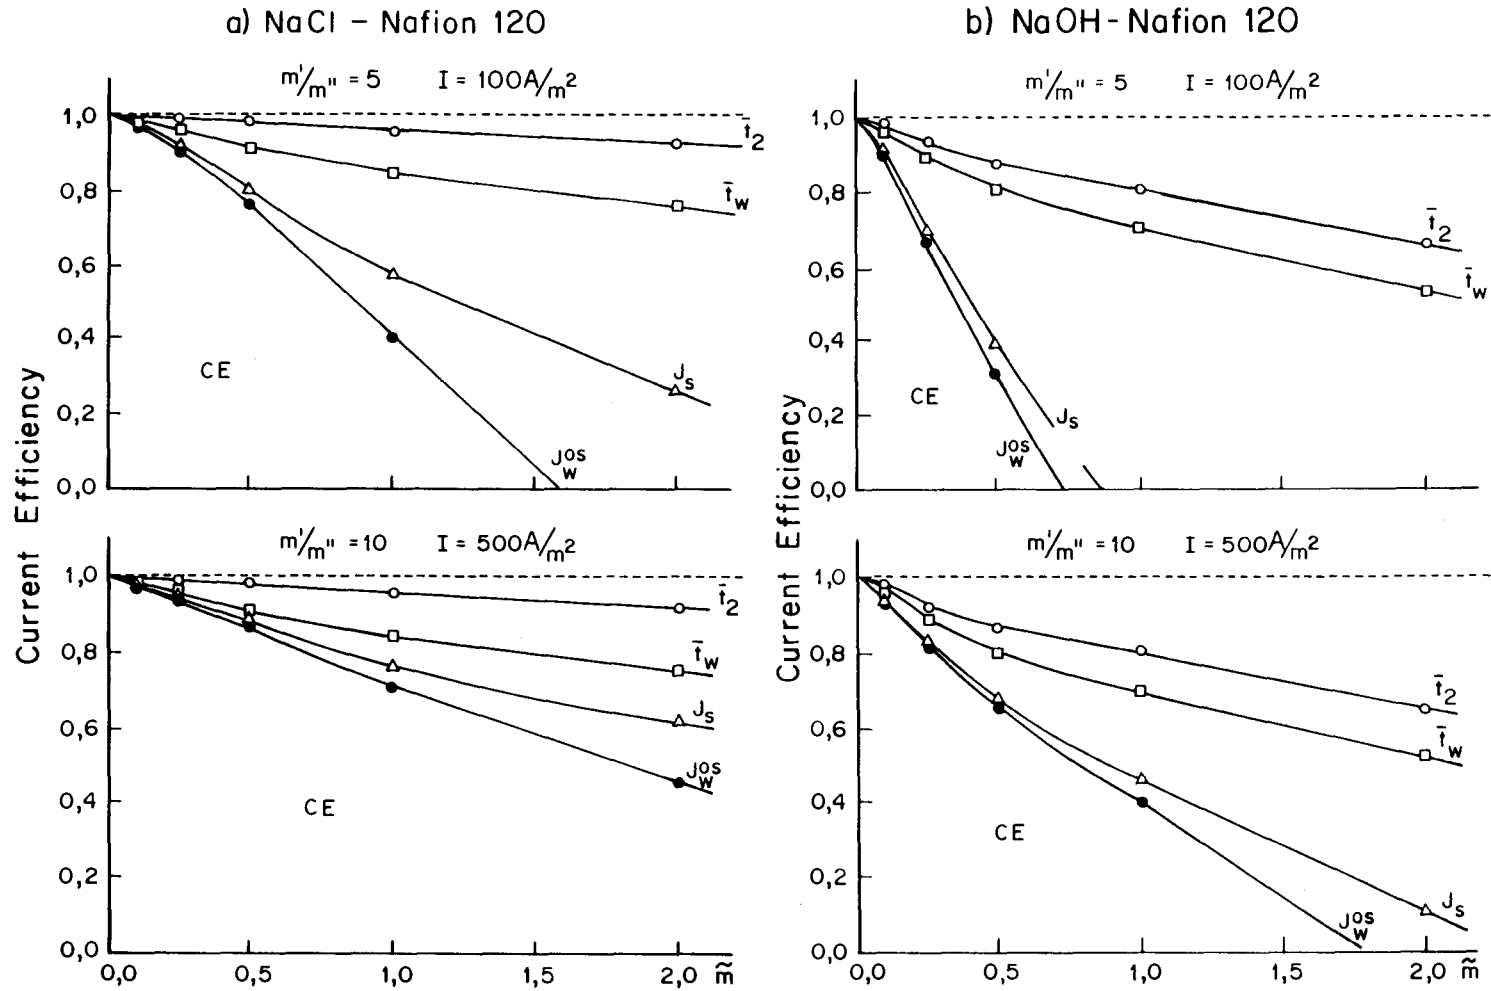 a) NaCl – Nafion 120
m'/m'' = 5 I = 100A/m2
1,0
0,8
0,6
0,4
0,2
0,0
t̄2
t̄w
Js
JwOS
CE
Current Efficiency
m'/m'' = 10 I = 500A/m2
1,0
0,8
0,6
0,4
0,2
0,0
t̄2
t̄w
Js
JwOS
CE
0,0 0,5 1,0 1,5 2,0 m̃
b) NaOH - Nafion 120
m'/m'' = 5 I = 100A/m2
1,0
0,8
0,6
0,4
0,2
0,0
t̄2
t̄w
Js
JwOS
CE
Current Efficiency
m'/m'' = 10 I = 500A/m2
1,0
0,8
0,6
0,4
0,2
0,0
t̄2
t̄w
Js
JwOS
CE
0,0 0,5 1,0 1,5 2,0 m̃